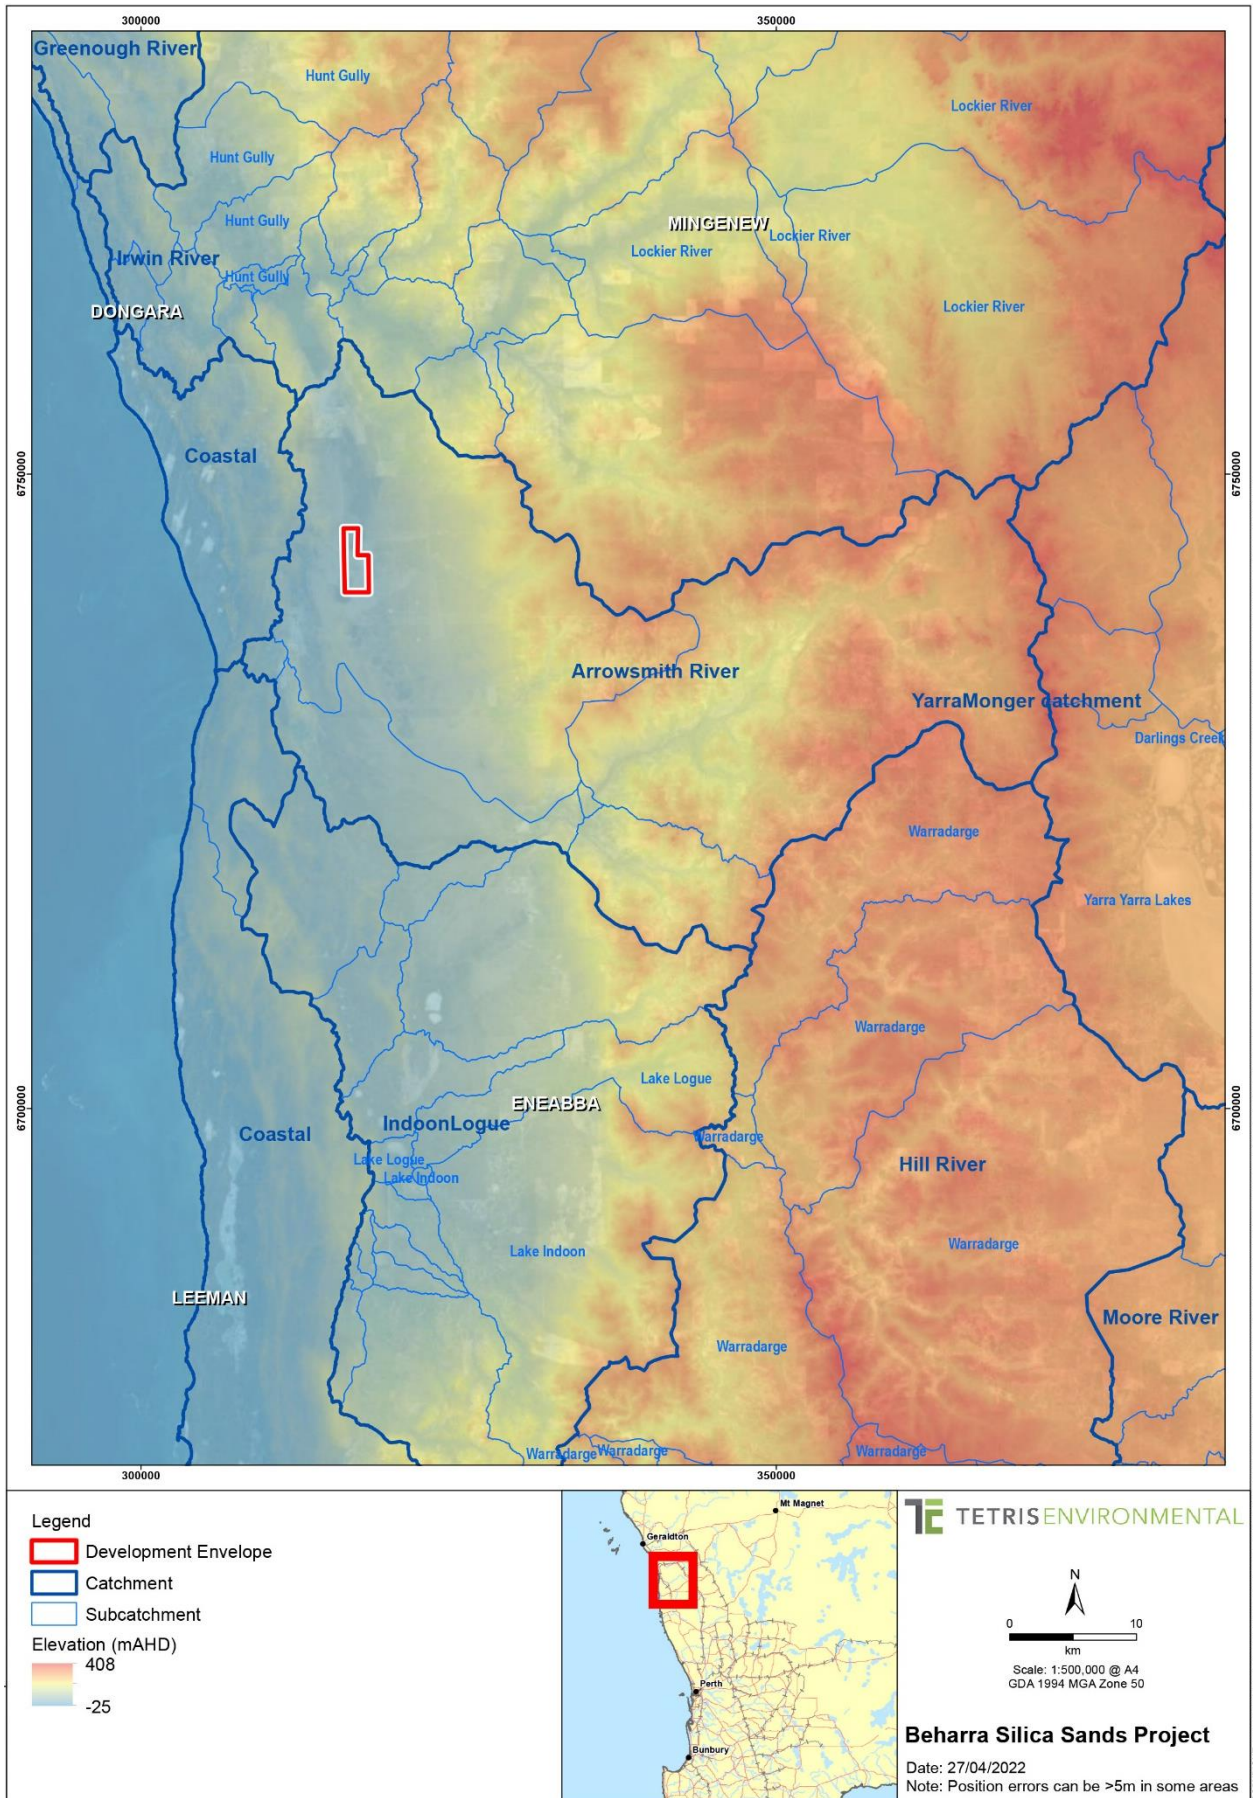 300000
350000
Greenough River
Hunt Gully
Lockier River
Hunt Gully
Hunt Gully
MINGENEW
Lockier River
Lockier River
Irwin River
Hunt Gully
Lockier River
DONGARA
Coastal
6750000
6750000
Arrowsmith River
YarraMonger catchment
Darlings Creek
Warradarge
Yarra Yarra Lakes
Warradarge
Lake Logue
ENEABBA
6700000
6700000
IndoonLogue
Coastal
Warradarge
Lake Logue
Hill River
Lake Indoon
Warradarge
Lake Indoon
LEEMAN
Moore River
Warradarge
Warradarge
Warradarge
Warradarge
300000
350000
Legend
Development Envelope
Catchment
Subcatchment
Elevation (mAHD)
408
-25
Mt Magnet
Geraldton
Perth
Bunbury
TETRIS ENVIRONMENTAL
N
0 10
km
Scale: 1:500,000 @ A4
GDA 1994 MGA Zone 50
Beharra Silica Sands Project
Date: 27/04/2022
Note: Position errors can be >5m in some areas